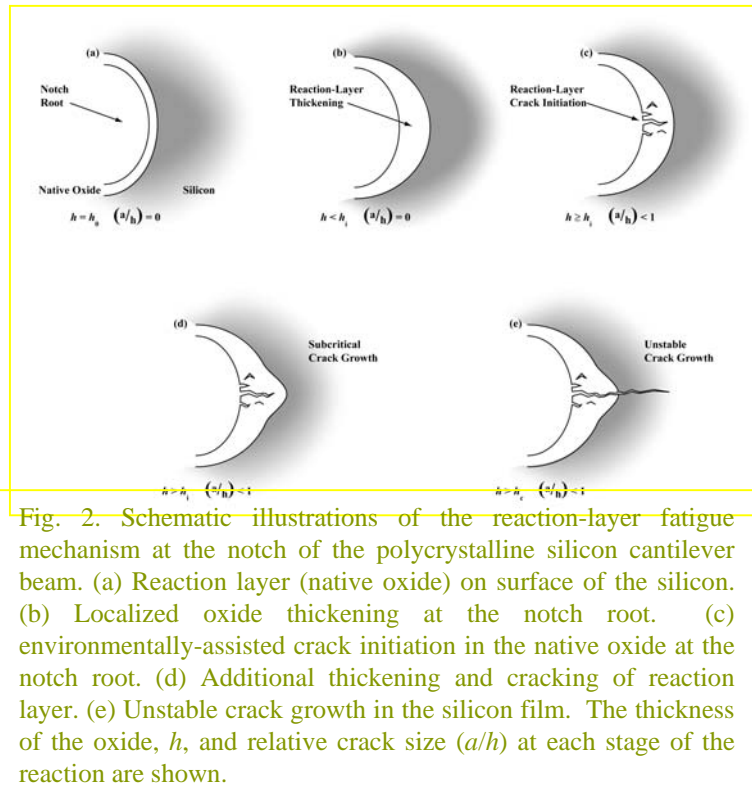 (a)
Notch
Root
Native Oxide
Silicon
h = h₀ (a/h) = 0
(b)
Reaction-Layer
Thickening
h < hᵢ (a/h) = 0
(c)
Reaction-Layer
Crack Initiation
h ≥ hᵢ (a/h) < 1
(d)
Subcritical
Crack Growth
h > hᵢ (a/h) < 1
(e)
Unstable
Crack Growth
h > h꜀ (a/h) < 1
Fig. 2. Schematic illustrations of the reaction-layer fatigue
mechanism at the notch of the polycrystalline silicon cantilever
beam. (a) Reaction layer (native oxide) on surface of the silicon.
(b) Localized oxide thickening at the notch root. (c)
environmentally-assisted crack initiation in the native oxide at the
notch root. (d) Additional thickening and cracking of reaction
layer. (e) Unstable crack growth in the silicon film. The thickness
of the oxide, h, and relative crack size (a/h) at each stage of the
reaction are shown.